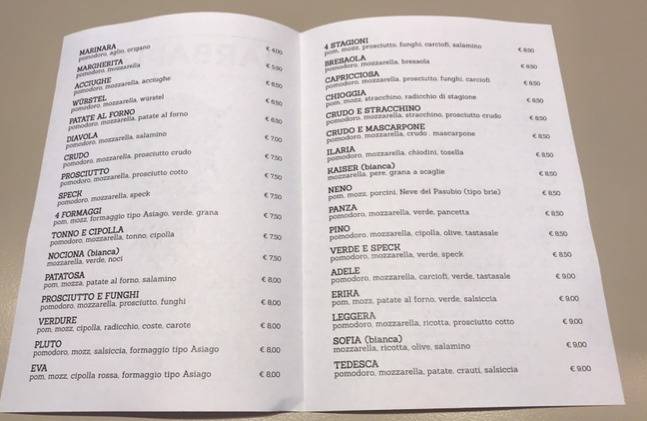 MARINARA
pomodoro, aglio, origano
€ 4,00
MARGHERITA
pomodoro, mozzarella
€ 5,90
ACCIUGHE
pomodoro, mozzarella, acciughe
€ 6,50
WÜRSTEL
pomodoro, mozzarella, würstel
€ 6,50
PATATE AL FORNO
pomodoro, mozzarella, patate al forno
€ 6,50
DIAVOLA
pomodoro, mozzarella, salamino
€ 7,00
CRUDO
pomodoro, mozzarella, prosciutto crudo
€ 7,50
PROSCIUTTO
pomodoro, mozzarella, prosciutto cotto
€ 7,50
SPECK
pomodoro, mozzarella, speck
€ 7,50
4 FORMAGGI
pom, mozz, formaggio tipo Asiago, verde, grana
€ 7,50
TONNO E CIPOLLA
pomodoro, mozzarella, tonno, cipolla
€ 7,50
NOCIONA (bianca)
mozzarella, verde, noci
€ 7,50
PATATOSA
pom, mozza, patate al forno, salamino
€ 8,00
PROSCIUTTO E FUNGHI
pomodoro, mozzarella, prosciutto, funghi
€ 8,00
VERDURE
pom, mozz, cipolla, radicchio, coste, carote
€ 8,00
PLUTO
pomodoro, mozz, salsiccia, formaggio tipo Asiago
€ 8,00
EVA
pom, mozz, cipolla rossa, formaggio tipo Asiago
€ 8,00
4 STAGIONI
pom, mozz, prosciutto, funghi, carciofi, salamino
€ 8,50
BRESAOLA
pomodoro, mozzarella, bresaola
€ 8,50
CAPRICCIOSA
pomodoro, mozzarella, prosciutto, funghi, carciofi
€ 8,50
CHIOGGIA
pom, mozz, stracchino, radicchio di stagione
€ 8,50
CRUDO E STRACCHINO
pomodoro, mozzarella, stracchino, prosciutto crudo
€ 8,50
CRUDO E MASCARPONE
pomodoro, mozzarella, crudo, mascarpone
€ 8,50
ILARIA
pomodoro, mozzarella, chiodini, tosella
€ 8,50
KAISER (bianca)
mozzarella, pere, grana a scaglie
€ 8,50
NENO
pom, mozz, porcini, Neve del Pasubio (tipo brie)
€ 8,50
PANZA
pomodoro, mozzarella, verde, pancetta
€ 8,50
PINO
pomodoro, mozzarella, cipolla, olive, tastasale
€ 8,50
VERDE E SPECK
pomodoro, mozzarella, verde, speck
€ 8,50
ADELE
pomodoro, mozzarella, carciofi, verde, tastasale
€ 9,00
ERIKA
pom, mozz, patate al forno, verde, salsiccia
€ 9,00
LEGGERA
pomodoro, mozzarella, ricotta, prosciutto cotto
€ 9,00
SOFIA (bianca)
mozzarella, ricotta, olive, salamino
€ 9,00
TEDESCA
pomodoro, mozzarella, patate, crauti, salsiccia
€ 9,00